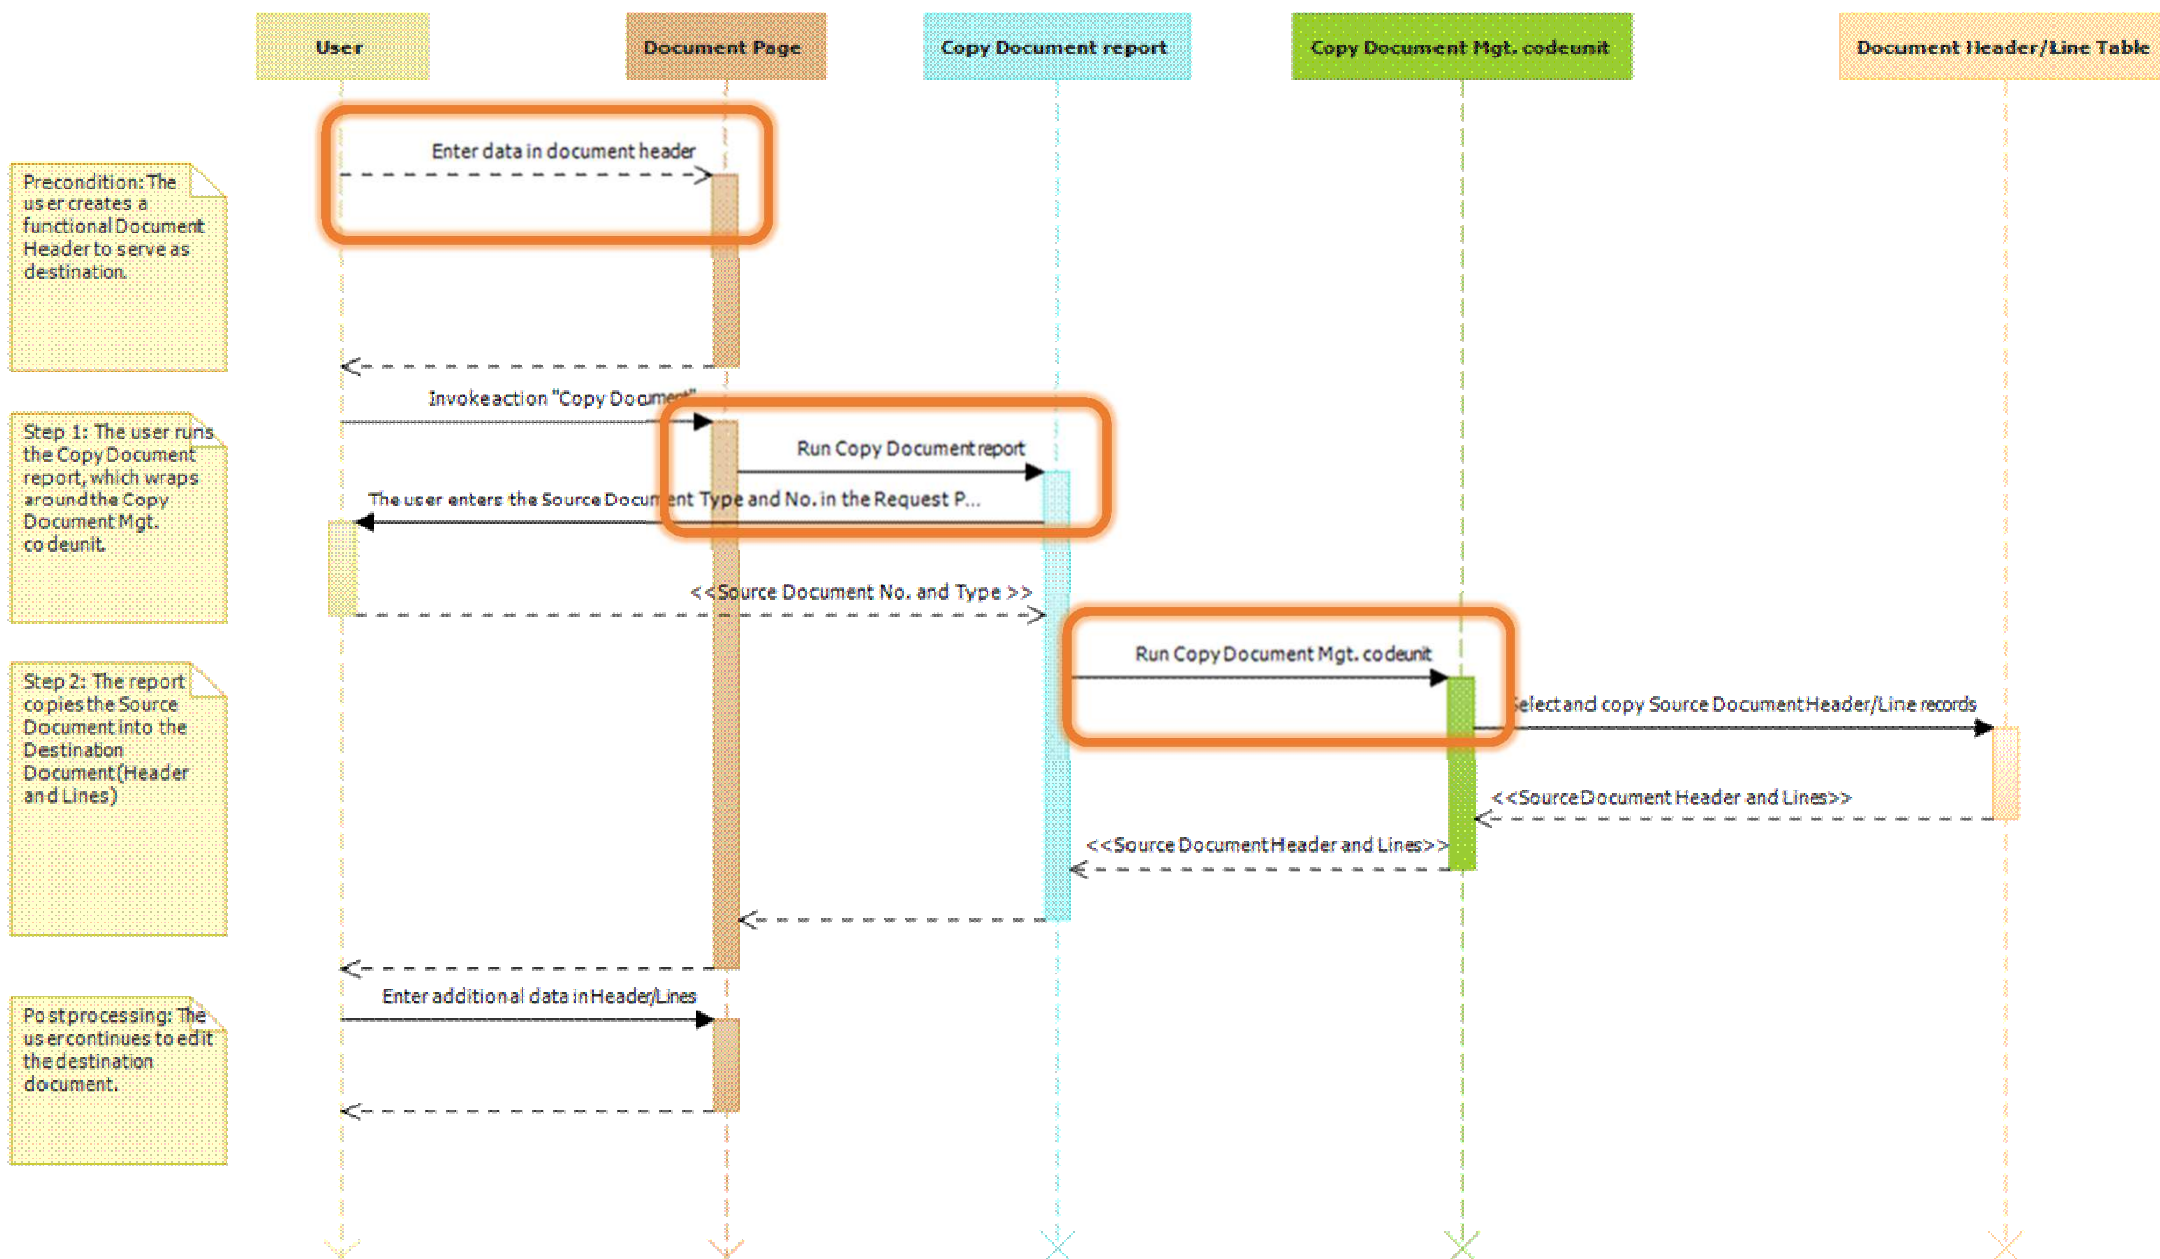 User
Document Page
Copy Document report
Copy Document Mgt. codeunit
Document Header/Line Table
Enter data in document header
Precondition: The
user creates a
functional Document
Header to serve as
destination.
Invoke action "Copy Document"
Step 1: The user runs
the Copy Document
report, which wraps
around the Copy
Document Mgt.
codeunit.
Run Copy Document report
The user enters the Source Document Type and No. in the Request P...
<<Source Document No. and Type >>
Run Copy Document Mgt. codeunit
Step 2: The report
copies the Source
Document into the
Destination
Document(Header
and Lines)
Select and copy Source Document Header/Line records
<<Source Document Header and Lines>>
<<Source Document Header and Lines>>
Enter additional data in Header/Lines
Postprocessing: The
user continues to edit
the destination
document.